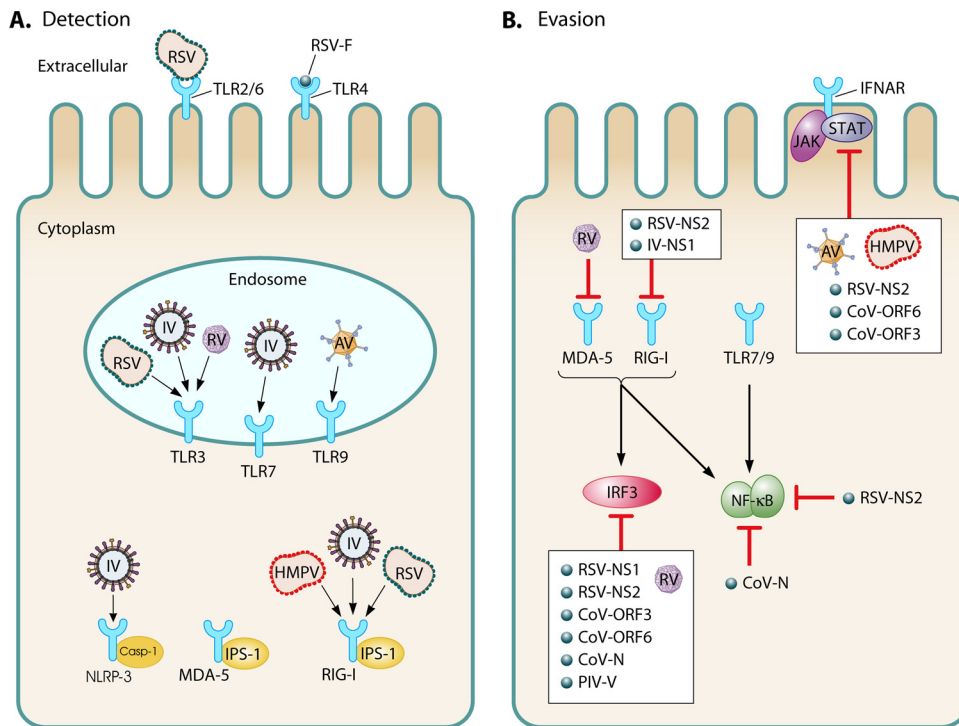 A. Detection
Extracellular
RSV
RSV-F
TLR2/6
TLR4
Cytoplasm
Endosome
IV
RV
IV
AV
RSV
TLR3
TLR7
TLR9
IV
HMPV
IV
RSV
Casp-1
NLRP-3
IPS-1
MDA-5
IPS-1
RIG-I
B. Evasion
IFNAR
JAK
STAT
RV
RSV-NS2
IV-NS1
AV
HMPV
RSV-NS2
CoV-ORF6
CoV-ORF3
MDA-5
RIG-I
TLR7/9
IRF3
NF-κB
RSV-NS2
CoV-N
RSV-NS1
RV
RSV-NS2
CoV-ORF3
CoV-ORF6
CoV-N
PIV-V